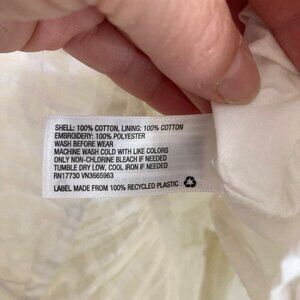 SHELL: 100% COTTON, LINING: 100% COTTON
EMBROIDERY: 100% POLYESTER
WASH BEFORE WEAR
MACHINE WASH COLD WITH LIKE COLORS
ONLY NON-CHLORINE BLEACH IF NEEDED
TUMBLE DRY LOW, COOL IRON IF NEEDED
RN17730 VN3665963
LABEL MADE FROM 100% RECYCLED PLASTIC